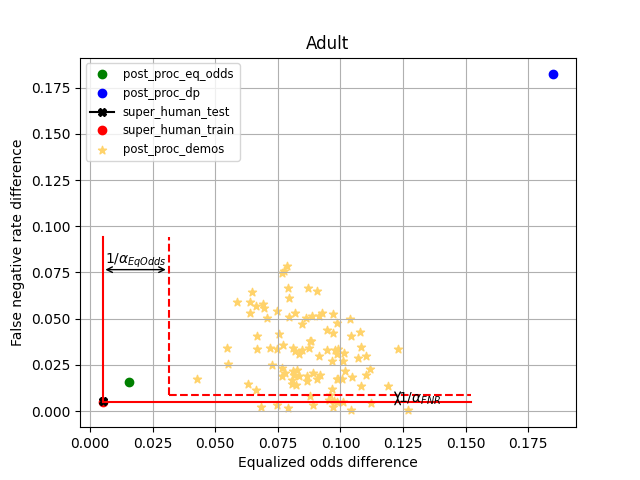 Adult
post_proc_eq_odds
post_proc_dp
super_human_test
super_human_train
post_proc_demos
False negative rate difference
0.175
0.150
0.125
0.100
0.075
0.050
0.025
0.000
1/α_EqOdds
1/α_FNR
0.000 0.025 0.050 0.075 0.100 0.125 0.150 0.175
Equalized odds difference